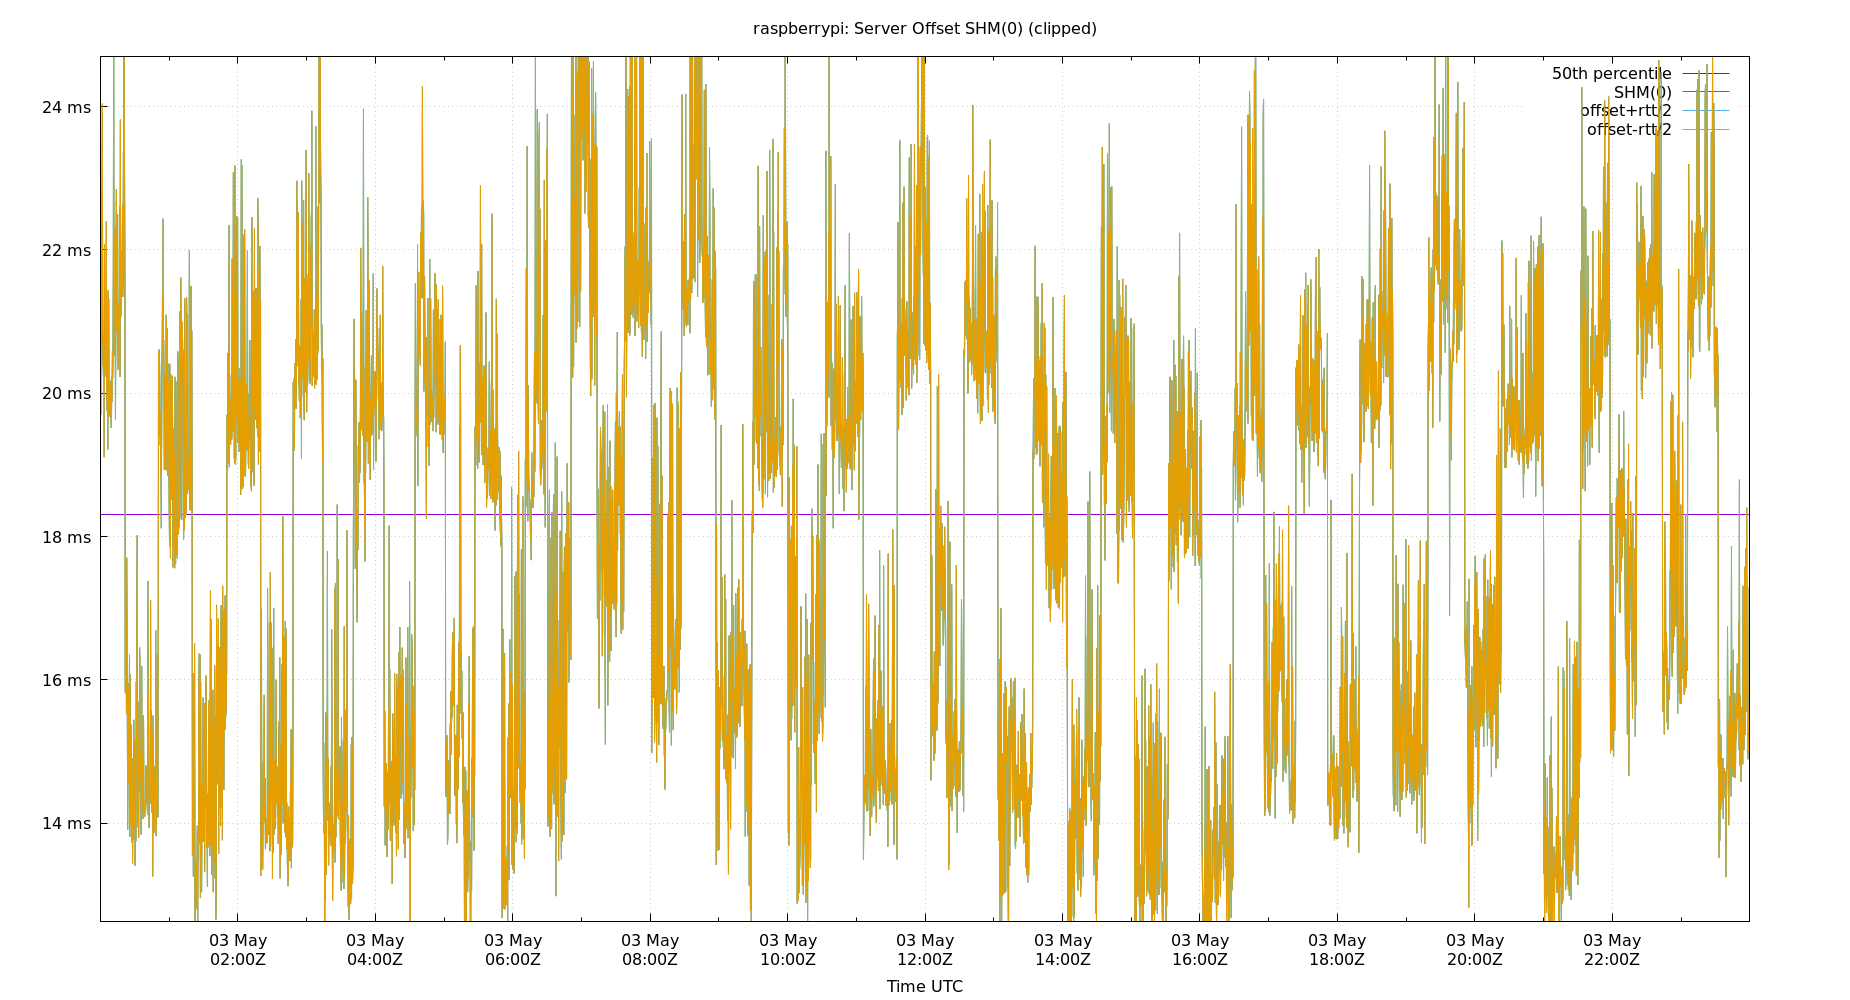 raspberrypi: Server Offset SHM(0) (clipped)
50th percentile
SHM(0)
offset+rtt/2
offset-rtt/2
24 ms
22 ms
20 ms
18 ms
16 ms
14 ms
03 May 03 May 03 May 03 May 03 May 03 May 03 May 03 May 03 May 03 May 03 May
02:00Z 04:00Z 06:00Z 08:00Z 10:00Z 12:00Z 14:00Z 16:00Z 18:00Z 20:00Z 22:00Z
Time UTC